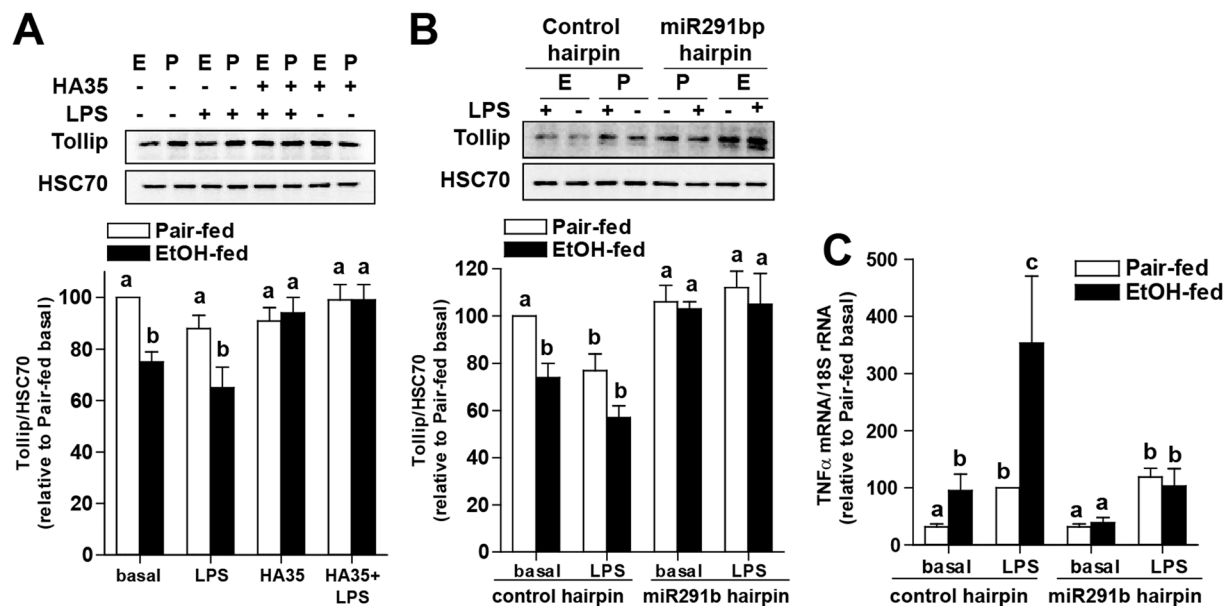 A
E P E P E P E P
HA35 - - - - + + + +
LPS - - + + + + - -
Tollip
HSC70
Pair-fed
EtOH-fed
Tollip/HSC70
(relative to Pair-fed basal)
100
80
60
40
20
0
a b a b a a a a
basal LPS HA35 HA35+
LPS
B
Control
hairpin
miR291bp
hairpin
E P P E
LPS + - + - - + - +
Tollip
HSC70
Pair-fed
EtOH-fed
Tollip/HSC70
(relative to Pair-fed basal)
120
100
80
60
40
20
0
a b b b a a a a
basal LPS basal LPS
control hairpin miR291b hairpin
C
Pair-fed
EtOH-fed
TNFα mRNA/18S rRNA
(relative to Pair-fed basal)
500
400
300
200
100
0
a b b c a a b b
basal LPS basal LPS
control hairpin miR291b hairpin